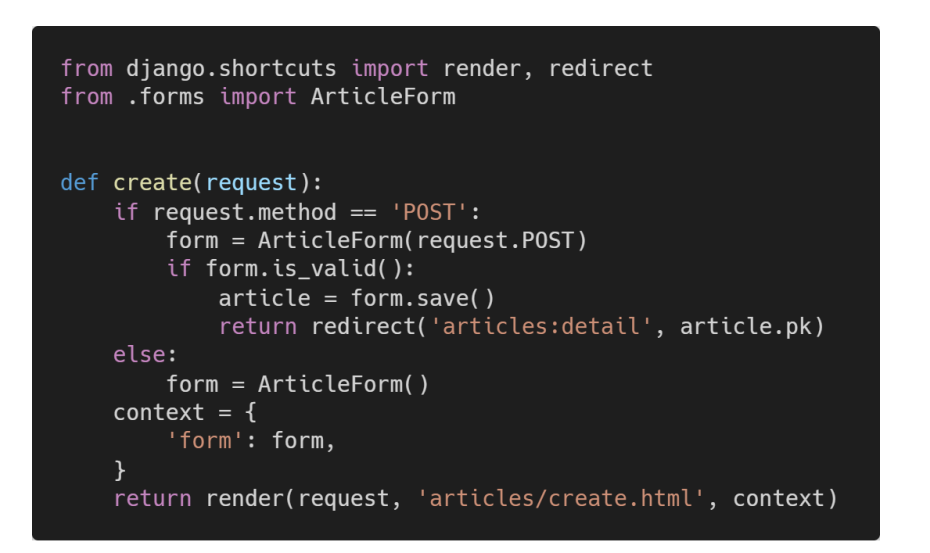 from django.shortcuts import render, redirect
from .forms import ArticleForm
def create(request):
    if request.method == 'POST':
        form = ArticleForm(request.POST)
        if form.is_valid():
            article = form.save()
            return redirect('articles:detail', article.pk)
    else:
        form = ArticleForm()
    context = {
        'form': form,
    }
    return render(request, 'articles/create.html', context)